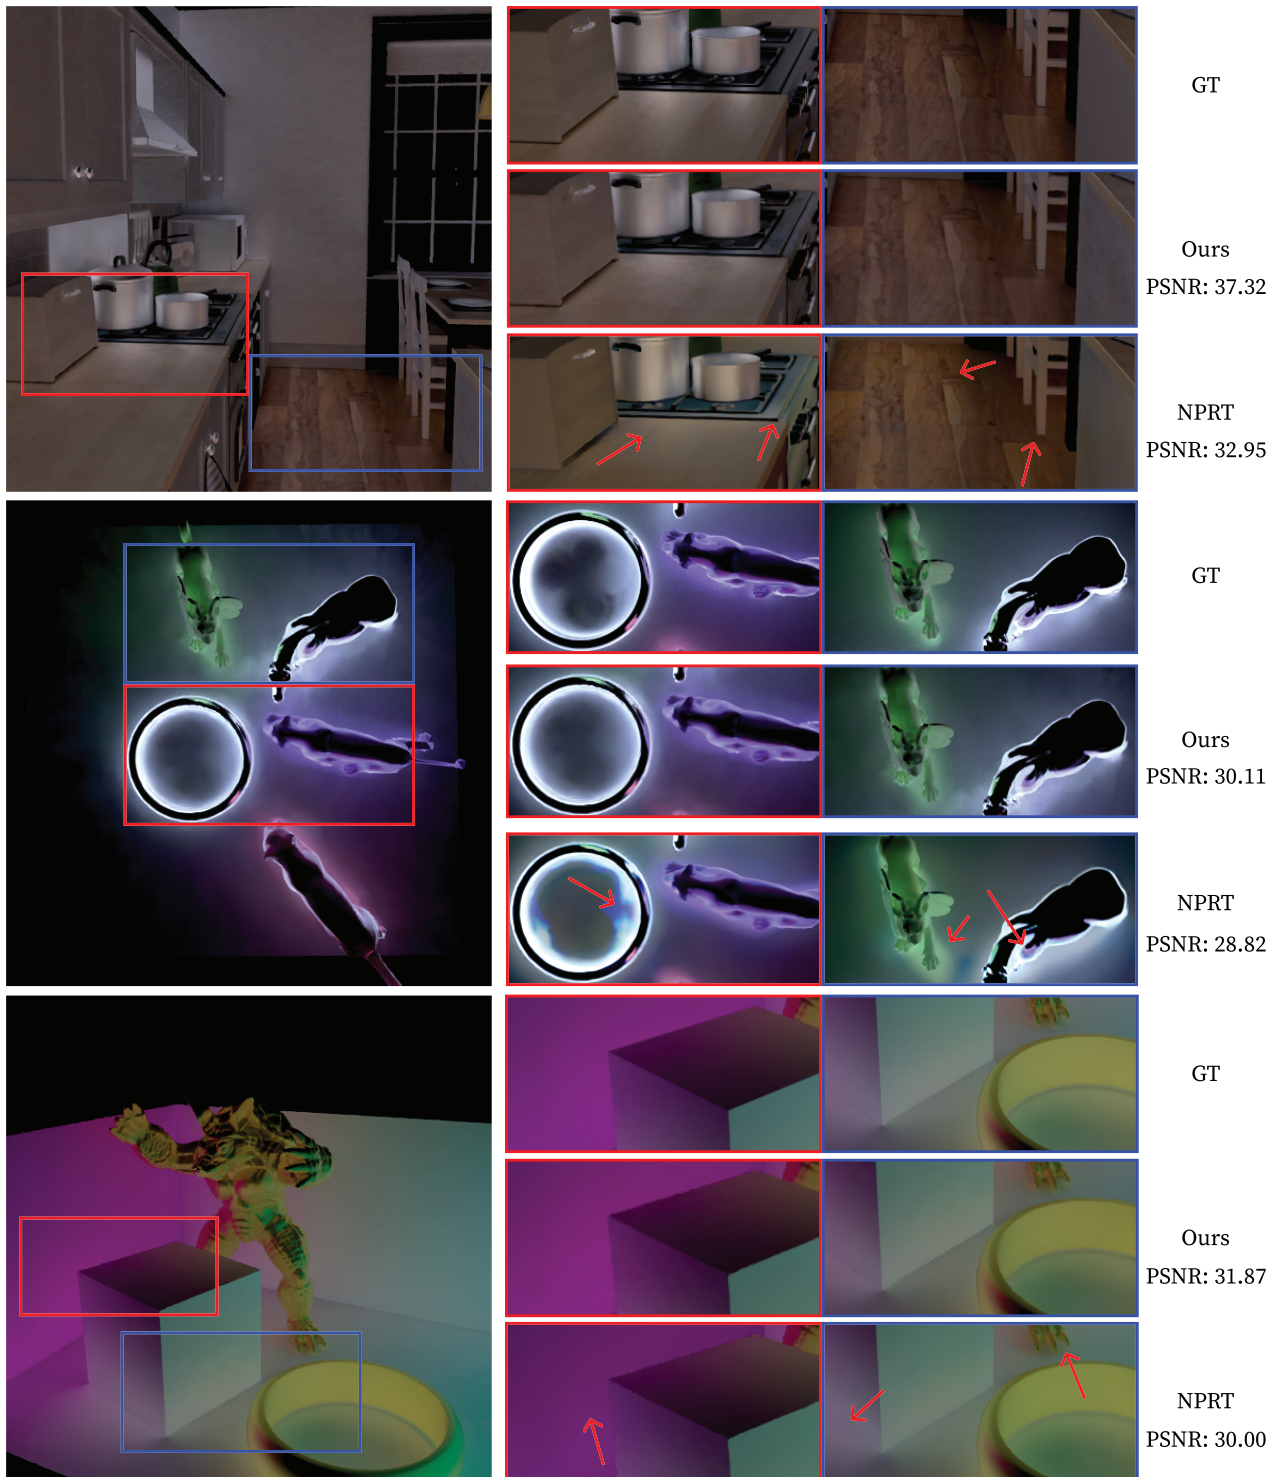 GT
Ours
PSNR: 37.32
NPRT
PSNR: 32.95
GT
Ours
PSNR: 30.11
NPRT
PSNR: 28.82
GT
Ours
PSNR: 31.87
NPRT
PSNR: 30.00